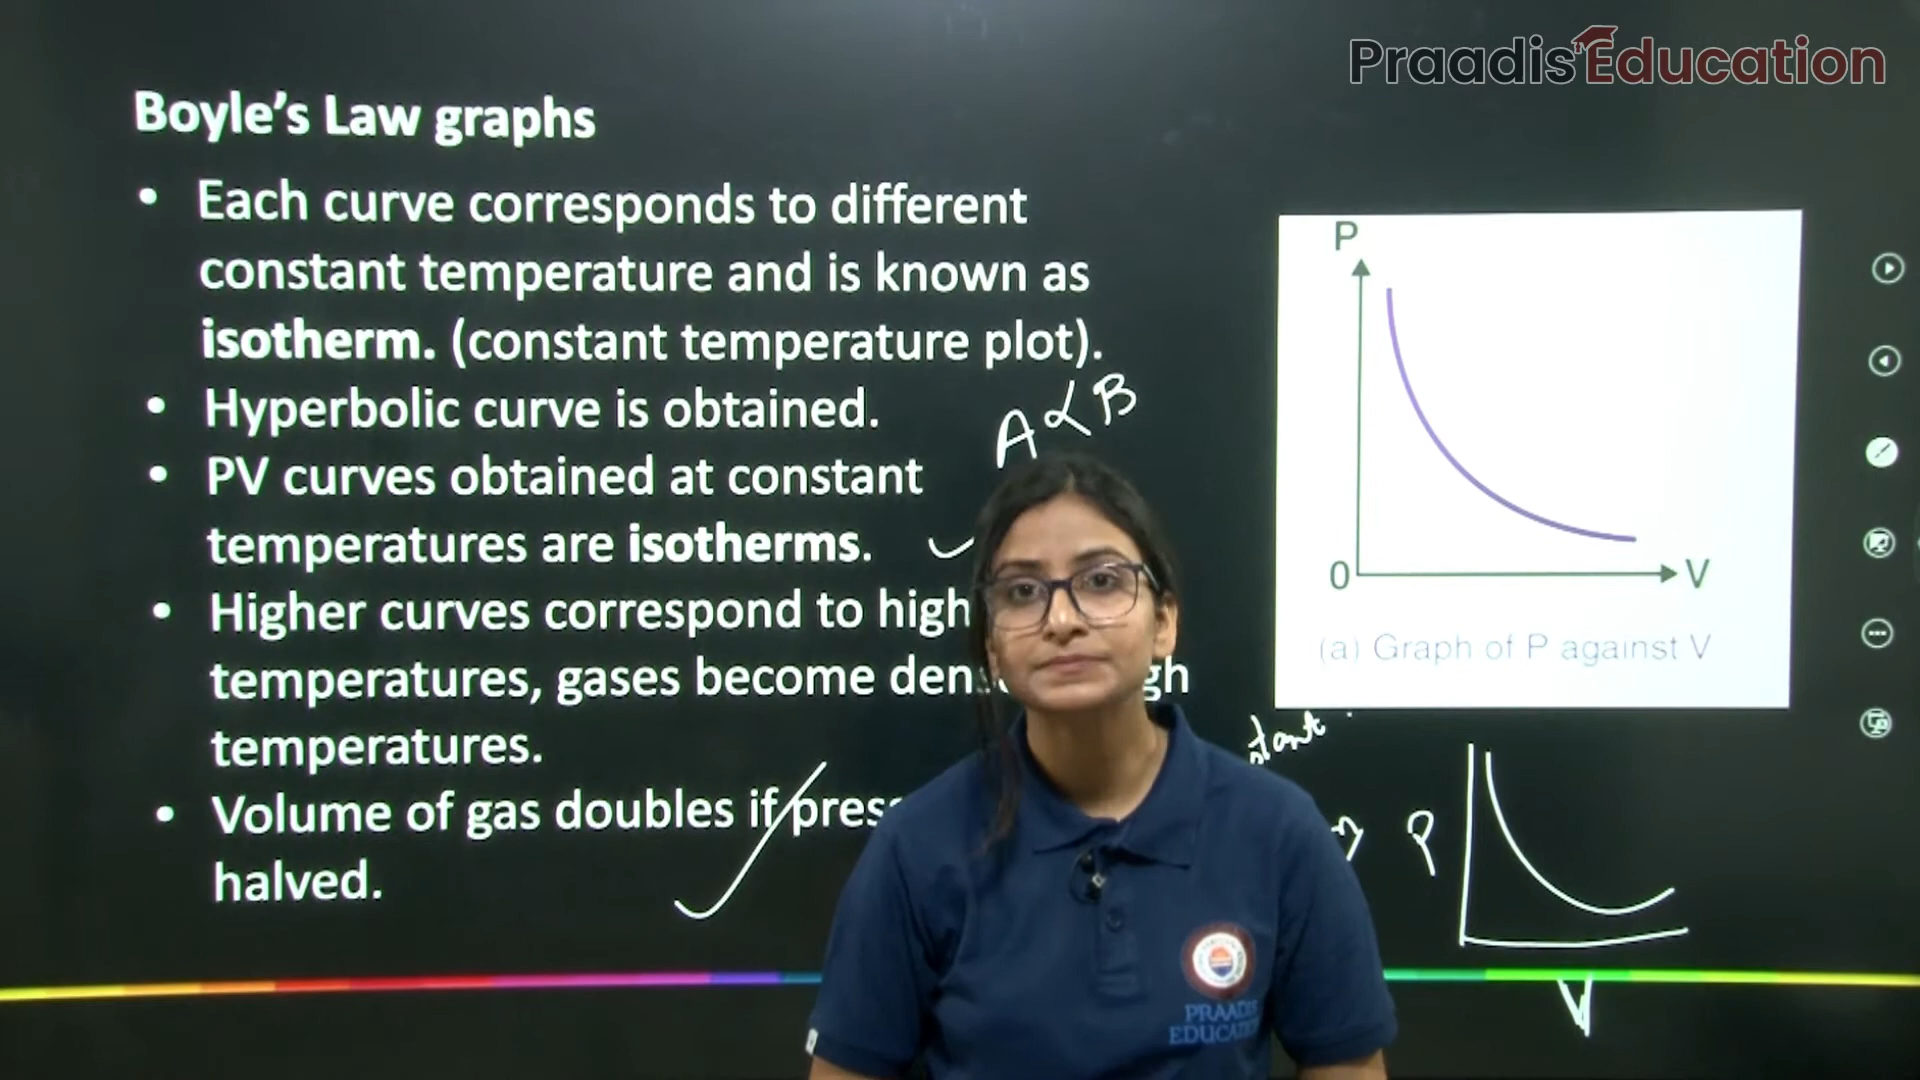 Praadis Education
Boyle's Law graphs
• Each curve corresponds to different
constant temperature and is known as
isotherm. (constant temperature plot).
• Hyperbolic curve is obtained.
A ∝ B
• PV curves obtained at constant
temperatures are isotherms.
• Higher curves correspond to high
temperatures, gases become
temperatures.
• Volume of gas doubles if
halved.
P
0
V
(a) Graph of P against V
P
V
PRAADIS
EDUCATION